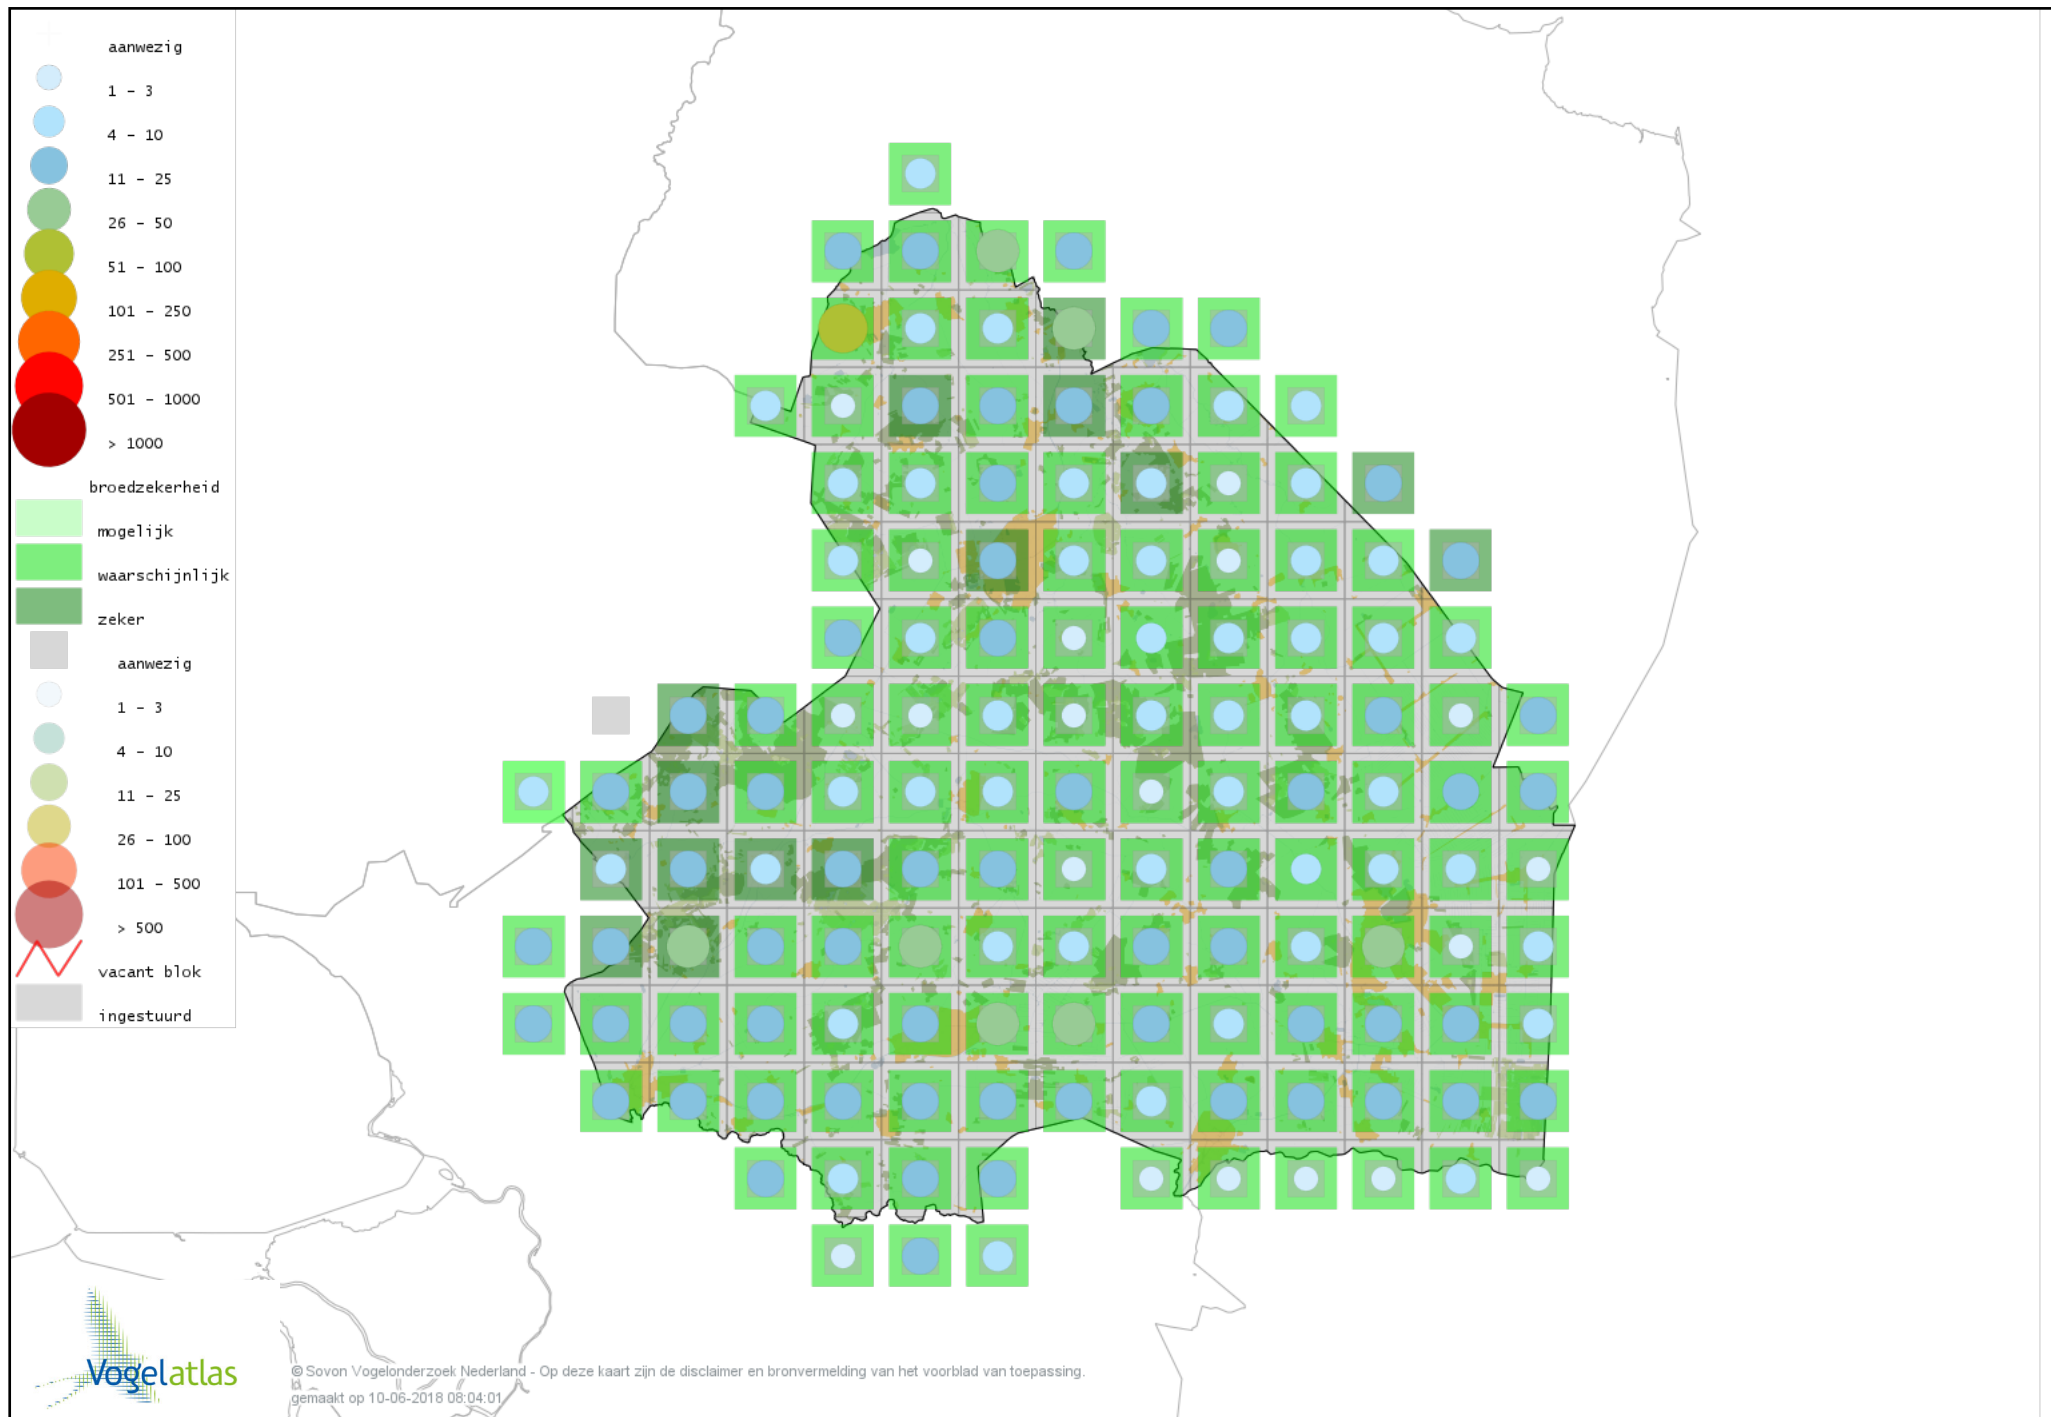 aanwezig
1 - 3
4 - 10
11 - 25
26 - 50
51 - 100
101 - 250
251 - 500
501 - 1000
> 1000
broedzekerheid
mogelijk
waarschijnlijk
zeker
aanwezig
1 - 3
4 - 10
11 - 25
26 - 100
101 - 500
> 500
vacant blok
ingestuurd
Vogelatlas
© Sovon Vogelonderzoek Nederland - Op deze kaart zijn de disclaimer en bronvermelding van het voorblad van toepassing.
gemaakt op 10-06-2018 08:04:01